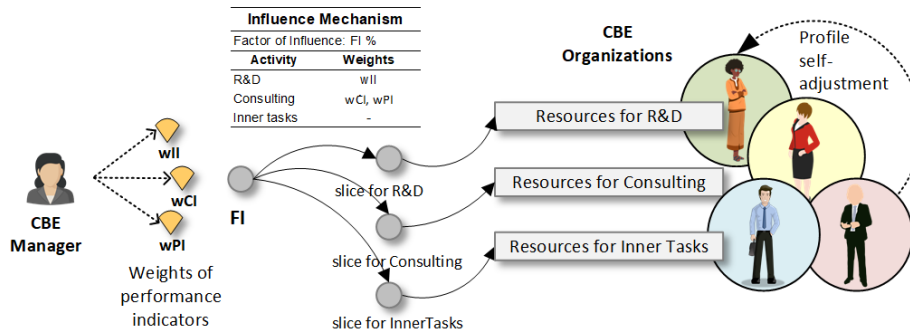 Influence Mechanism
Factor of Influence: FI %
Activity Weights
R&D wII
Consulting wCI, wPI
Inner tasks -
CBE
Organizations
Profile
self-
adjustment
CBE
Manager
wII
wCI
wPI
Weights of
performance
indicators
FI
slice for R&D
slice for Consulting
slice for InnerTasks
Resources for R&D
Resources for Consulting
Resources for Inner Tasks